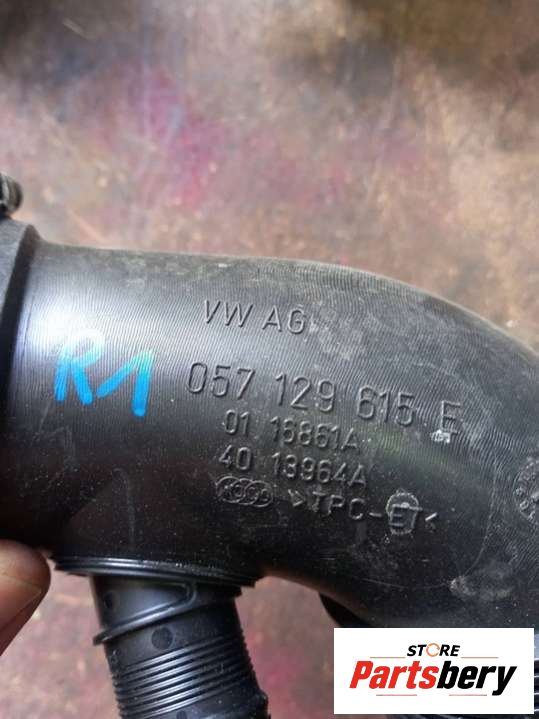 VW AG
R1
057 129 615 E
01 16861A
40 13964A
>TPC-ET<
STORE
Partsbery